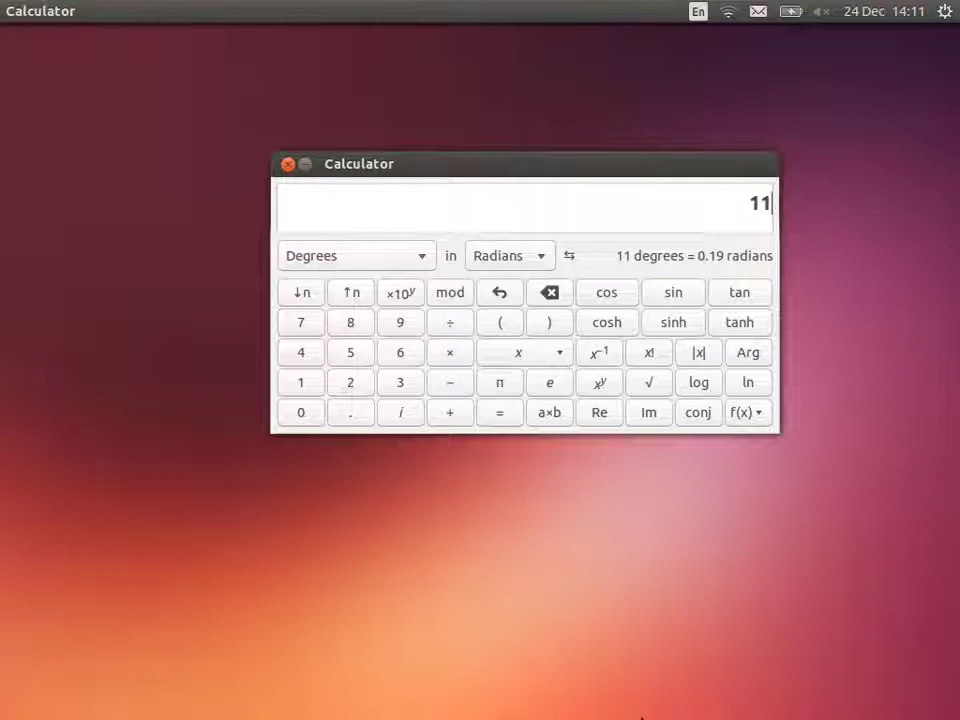 Calculator En 24 Dec 14:11
Calculator
11
Degrees in Radians ⇆ 11 degrees = 0.19 radians
↓n ↑n ×10ʸ mod cos sin tan
7 8 9 ÷ ( ) cosh sinh tanh
4 5 6 × x x⁻¹ x! |x| Arg
1 2 3 − π e xʸ √ log ln
0 . i + = a×b Re Im conj f(x)